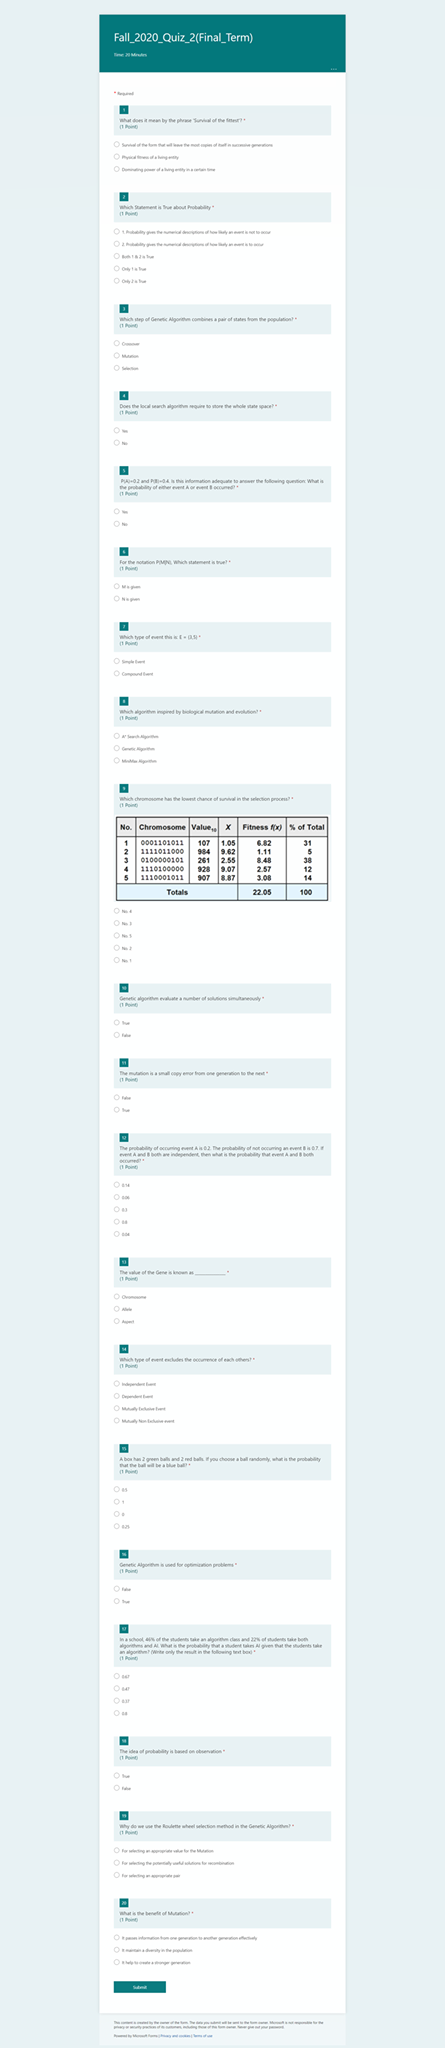 Fall_2020_Quiz_2(Final_Term)
Time: 20 Minutes
...
* Required
1
What does it mean by the phrase 'Survival of the fittest'? *
(1 Point)
Survival of the form that will leave the most copies of itself in successive generations
Physical fitness of a living entity
Dominating power of a living entity in a certain time
2
Which Statement is True about Probability *
(1 Point)
1. Probability gives the numerical descriptions of how likely an event is not to occur
2. Probability gives the numerical descriptions of how likely an event is to occur
Both 1 & 2 is True
Only 1 is True
Only 2 is True
3
Which step of Genetic Algorithm combines a pair of states from the population? *
(1 Point)
Crossover
Mutation
Selection
4
Does the local search algorithm require to store the whole state space? *
(1 Point)
Yes
No
5
P(A)=0.2 and P(B)=0.4. Is this information adequate to answer the following question: What is the probability of either event A or event B occurred? *
(1 Point)
Yes
No
6
For the notation P(M|N), Which statement is true? *
(1 Point)
M is given
N is given
7
Which type of event this is: E = {3,5} *
(1 Point)
Simple Event
Compound Event
8
Which algorithm inspired by biological mutation and evolution? *
(1 Point)
A* Search Algorithm
Genetic Algorithm
MiniMax Algorithm
9
Which chromosome has the lowest chance of survival in the selection process? *
(1 Point)
No. Chromosome Value10 X Fitness f(x) % of Total
1 0001101011 107 1.05 6.82 31
2 1111011000 984 9.62 1.11 5
3 0100000101 261 2.55 8.48 38
4 1110100000 928 9.07 2.57 12
5 1110001011 907 8.87 3.08 14
Totals 22.05 100
No. 4
No. 3
No. 5
No. 2
No. 1
10
Genetic algorithm evaluate a number of solutions simultaneously *
(1 Point)
True
False
11
The mutation is a small copy error from one generation to the next *
(1 Point)
False
True
12
The probability of occurring event A is 0.2. The probability of not occurring an event B is 0.7. If
event A and B both are independent, then what is the probability that event A and B both
occurred? *
(1 Point)
0.14
0.06
0.5
0.6
0.04
13
The value of the Gene is known as ____________ *
(1 Point)
Chromosome
Allele
Aspect
14
Which type of event excludes the occurrence of each others? *
(1 Point)
Independent Event
Dependent Event
Mutually Exclusive Event
Mutually Non Exclusive event
15
A box has 2 green balls and 2 red balls. If you choose a ball randomly, what is the probability
that the ball will be a blue ball? *
(1 Point)
0.5
1
0
0.25
16
Genetic Algorithm is used for optimization problems *
(1 Point)
False
True
17
In a school, 46% of the students take an algorithm class and 22% of students take both
algorithms and AI. What is the probability that a student takes AI given that the students take
an algorithm? (Write only the result in the following text box) *
(1 Point)
0.67
0.47
0.37
0.8
18
The idea of probability is based on observation *
(1 Point)
True
False
19
Why do we use the Roulette wheel selection method in the Genetic Algorithm? *
(1 Point)
For selecting an appropriate value for the Mutation
For selecting the potentially useful solutions for recombination
For selecting an appropriate pair
20
What is the benefit of Mutation? *
(1 Point)
It passes information from one generation to another generation effectively
It maintain a diversity in the population
It help to create a stronger generation
Submit
This content is created by the owner of the form. The data you submit will be sent to the form owner. Microsoft is not responsible for the
privacy or security practices of its customers, including those of this form owner. Never give out your password.
Powered by Microsoft Forms | Privacy and cookies | Terms of use